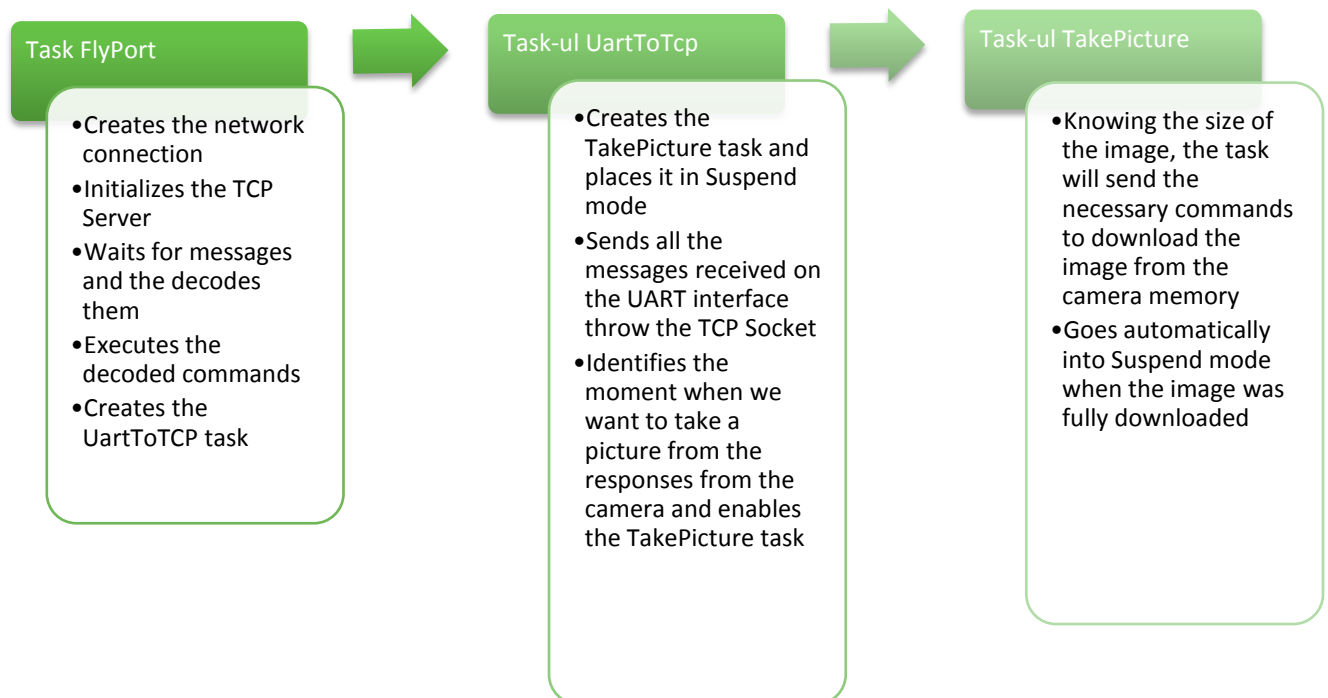 Task FlyPort
•Creates the network
connection
•Initializes the TCP
Server
•Waits for messages
and the decodes
them
•Executes the
decoded commands
•Creates the
UartToTCP task
Task-ul UartToTcp
•Creates the
TakePicture task and
places it in Suspend
mode
•Sends all the
messages received on
the UART interface
throw the TCP Socket
•Identifies the
moment when we
want to take a
picture from the
responses from the
camera and enables
the TakePicture task
Task-ul TakePicture
•Knowing the size of
the image, the task
will send the
necessary commands
to download the
image from the
camera memory
•Goes automatically
into Suspend mode
when the image was
fully downloaded